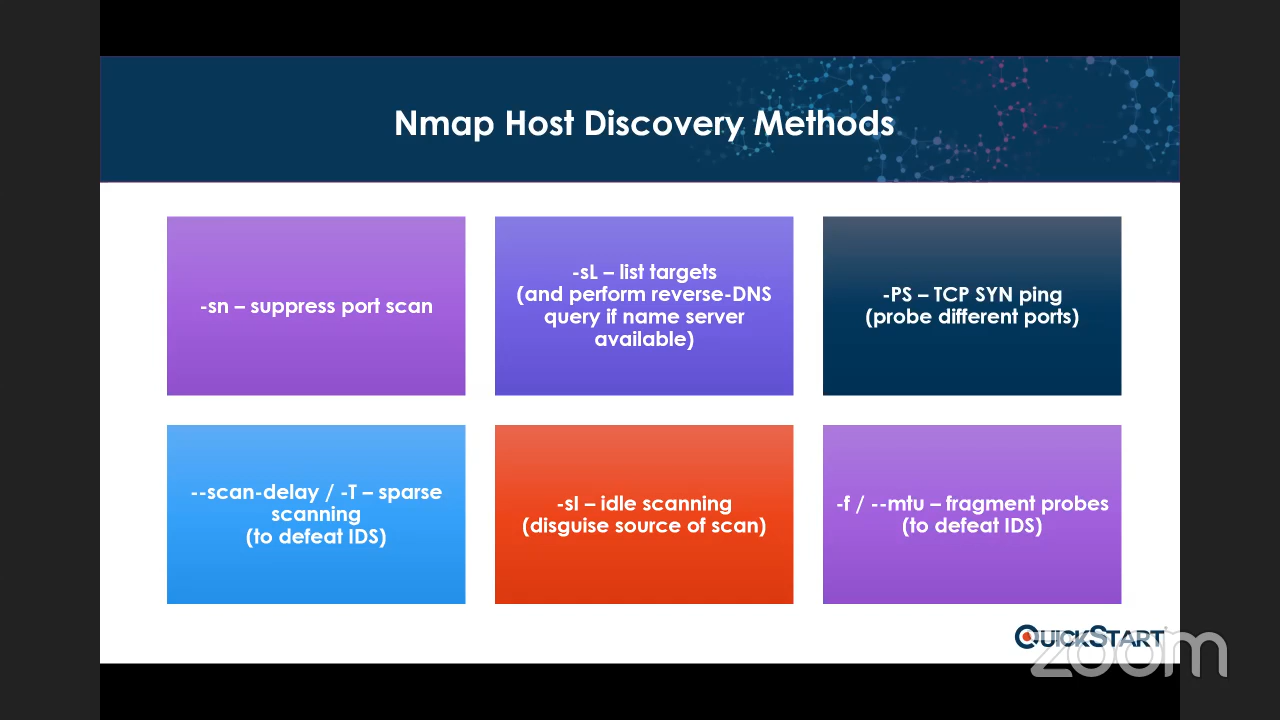 Nmap Host Discovery Methods
-sn – suppress port scan
-sL – list targets
(and perform reverse-DNS
query if name server
available)
-PS – TCP SYN ping
(probe different ports)
--scan-delay / -T – sparse
scanning
(to defeat IDS)
-sI – idle scanning
(disguise source of scan)
-f / --mtu – fragment probes
(to defeat IDS)
QUICKSTART
zoom